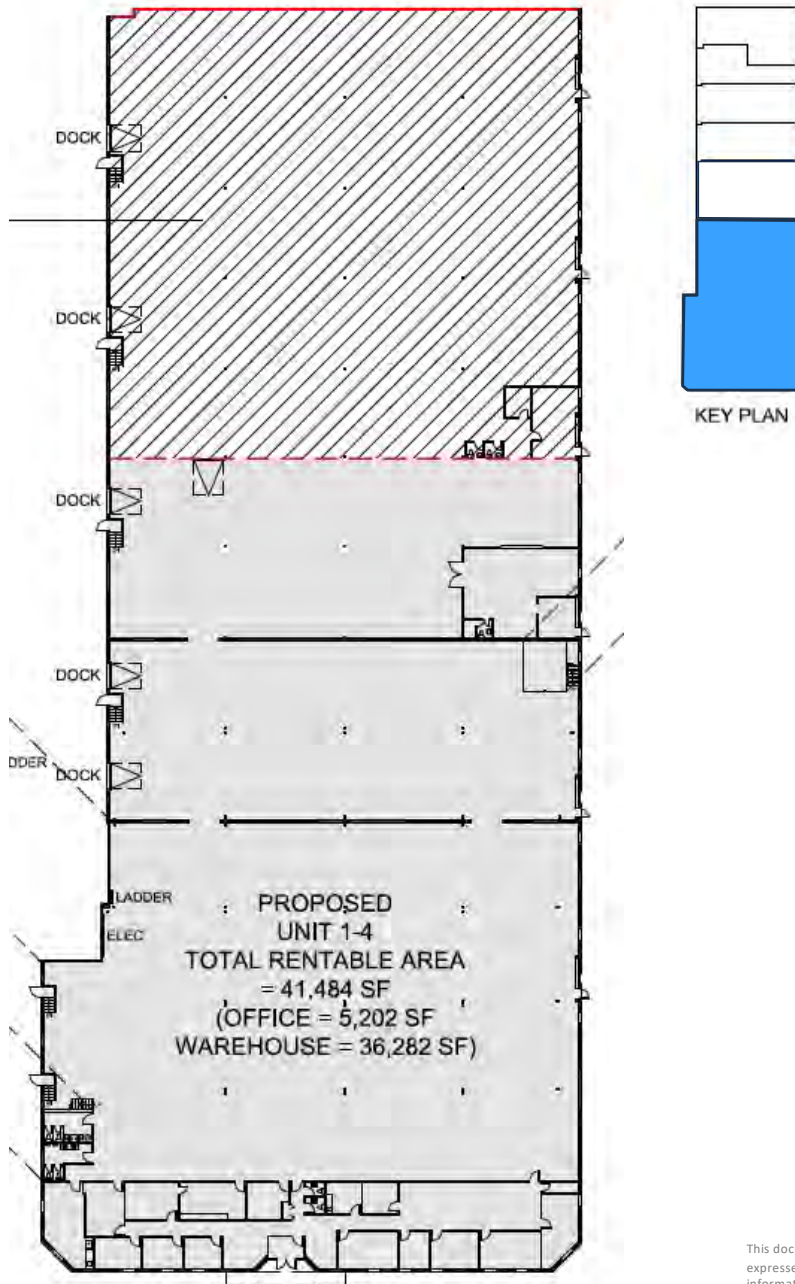 DOCK
DOCK
KEY PLAN
DOCK
DOCK
DDER
DOCK
LADDER
ELEC
PROPOSED
UNIT 1-4
TOTAL RENTABLE AREA
= 41,484 SF
(OFFICE = 5,202 SF
WAREHOUSE = 36,282 SF)
This doc
expresse
informati